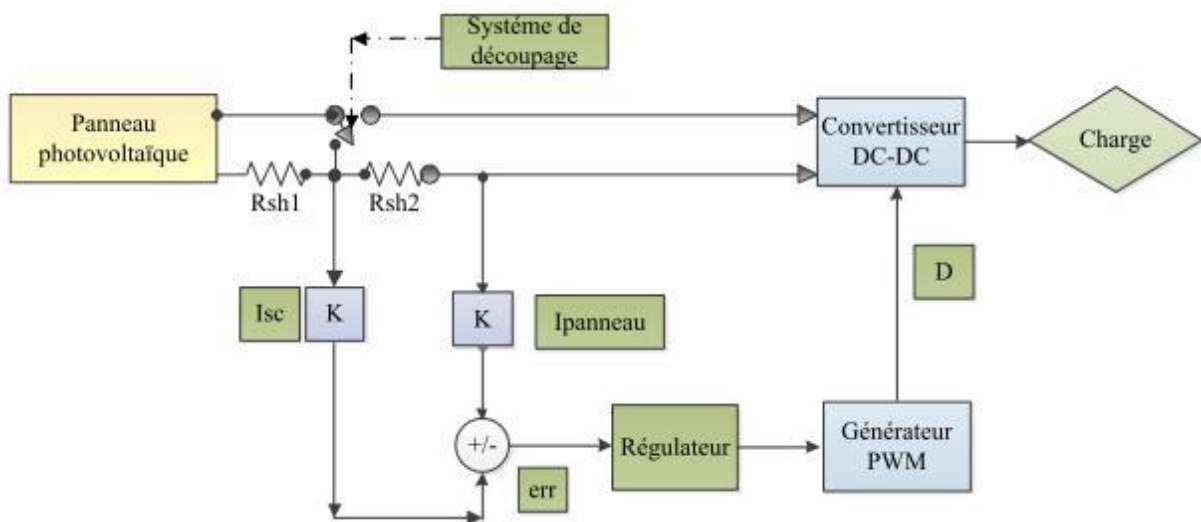 Systéme de
découpage
Panneau
photovoltaïque
Convertisseur
DC-DC
Charge
Rsh1
Rsh2
D
Isc
K
K
Ipanneau
+/-
Régulateur
Générateur
PWM
err